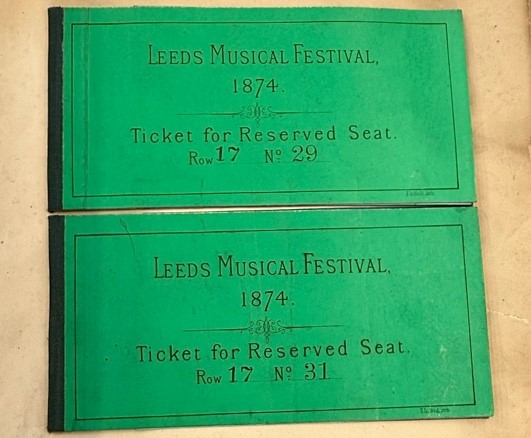 LEEDS MUSICAL FESTIVAL,
1874.
Ticket for Reserved Seat.
Row 17 Nº 29
LEEDS MUSICAL FESTIVAL,
1874.
Ticket for Reserved Seat.
Row 17 Nº 31